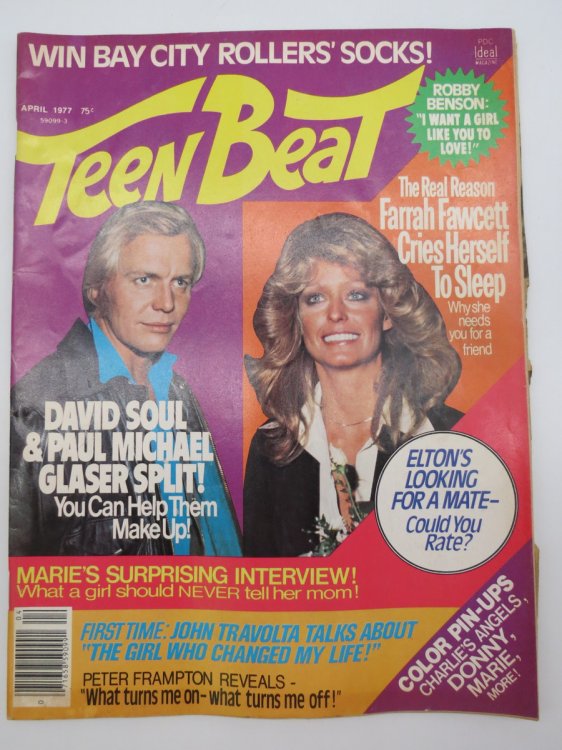 WIN BAY CITY ROLLERS' SOCKS!
PDC
Ideal
MAGAZINE
APRIL 1977 75¢
59099-3
TEEN BEAT
ROBBY
BENSON:
"I WANT A GIRL
LIKE YOU TO
LOVE!"
The Real Reason
Farrah Fawcett
Cries Herself
To Sleep
Why she
needs
you for a
friend
DAVID SOUL
& PAUL MICHAEL
GLASER SPLIT!
You Can Help Them
Make Up!
ELTON'S
LOOKING
FOR A MATE–
Could You
Rate?
MARIE'S SURPRISING INTERVIEW!
What a girl should NEVER tell her mom!
04
FIRST TIME: JOHN TRAVOLTA TALKS ABOUT
"THE GIRL WHO CHANGED MY LIFE!"
PETER FRAMPTON REVEALS -
"What turns me on-what turns me off!"
COLOR PIN-UPS
CHARLIE'S ANGELS,
DONNY,
MARIE,
MORE!